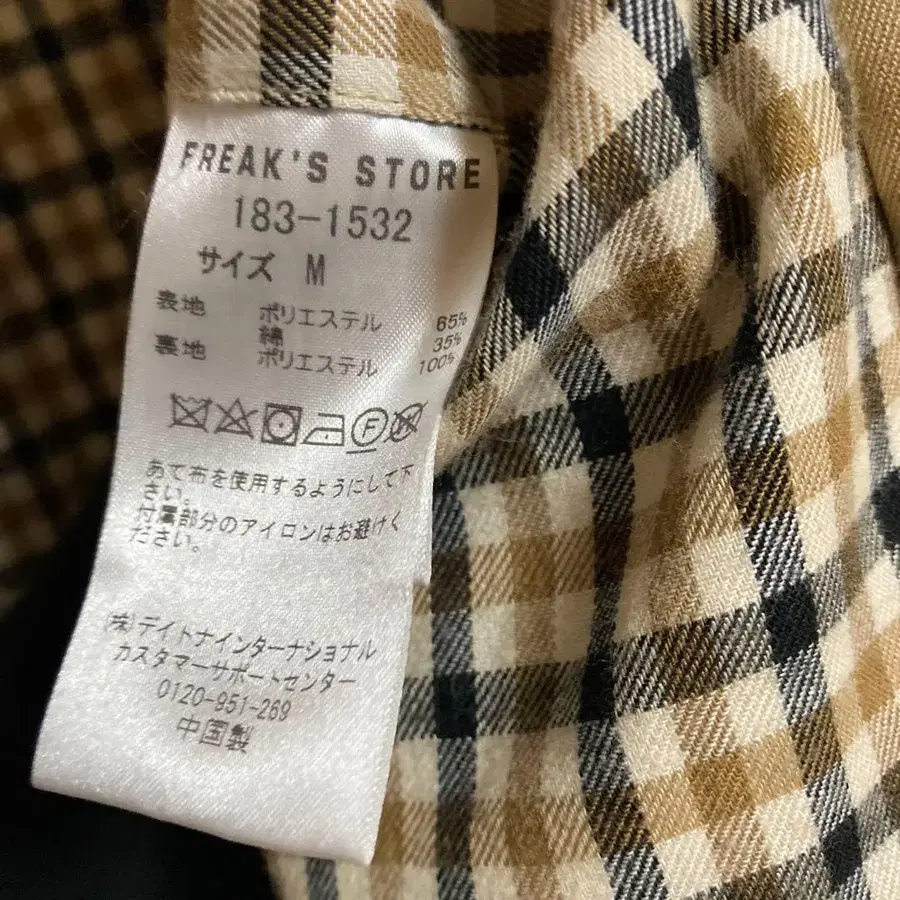 FREAK'S STORE
183-1532
サイズ M
表地 ポリエステル 65%
綿 35%
裏地 ポリエステル 100%
F
あて布を使用するようにして下
さい。
付属部分のアイロンはお避けく
ださい。
(株)デイトナインターナショナル
カスタマーサポートセンター
0120-951-269
中国製